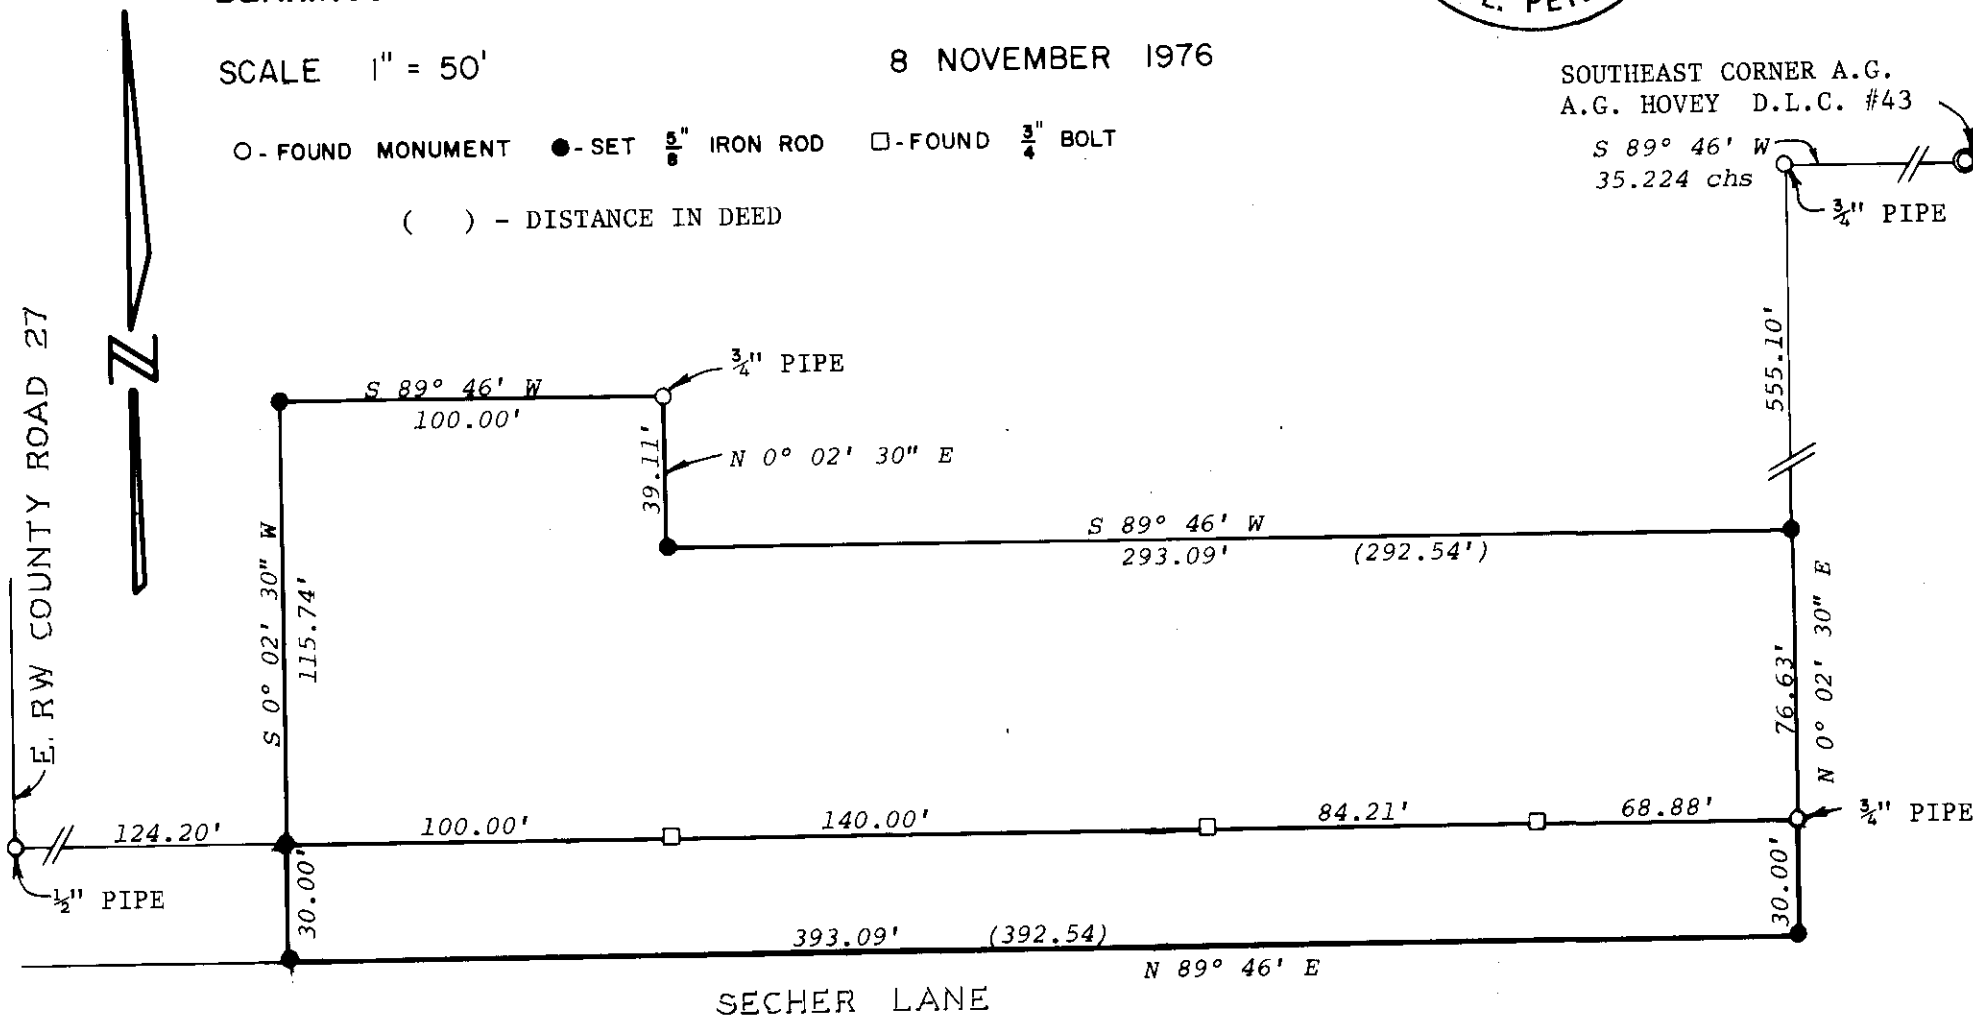 SCALE 1" = 50'
8 NOVEMBER 1976
L. PET
SOUTHEAST CORNER A.G.
A.G. HOVEY D.L.C. #43
○ - FOUND MONUMENT ● - SET 5/8" IRON ROD □ - FOUND 3/4" BOLT
( ) - DISTANCE IN DEED
S 89° 46' W
35.224 chs
3/4" PIPE
555.10'
N
E. RW COUNTY ROAD 27
3/4" PIPE
S 89° 46' W
100.00'
39.11'
N 0° 02' 30" E
S 89° 46' W
293.09' (292.54')
S 0° 02' 30" W
115.74'
76.63'
N 0° 02' 30" E
124.20'
100.00'
140.00'
84.21'
68.88'
3/4" PIPE
1/2" PIPE
30.00'
30.00'
393.09' (392.54)
N 89° 46' E
SECHER LANE